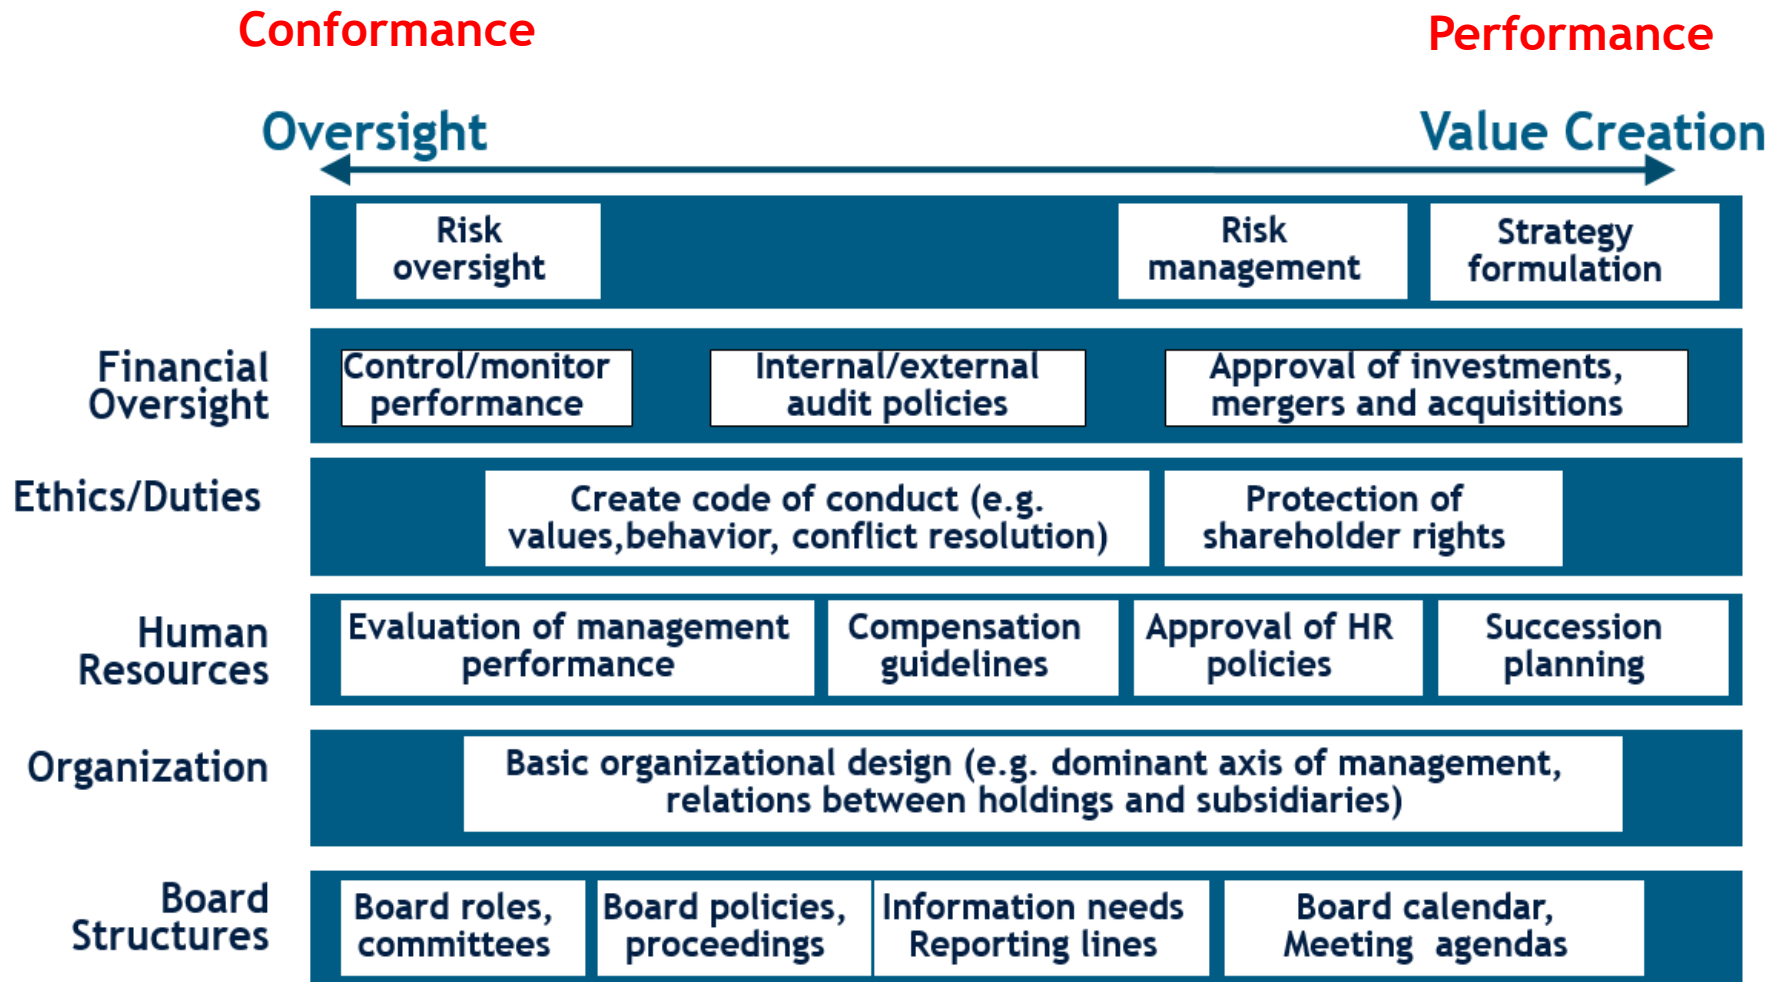 Conformance
Performance
Oversight
Value Creation
Risk
oversight
Risk
management
Strategy
formulation
Financial
Oversight
Control/monitor
performance
Internal/external
audit policies
Approval of investments,
mergers and acquisitions
Ethics/Duties
Create code of conduct (e.g.
values,behavior, conflict resolution)
Protection of
shareholder rights
Human
Resources
Evaluation of management
performance
Compensation
guidelines
Approval of HR
policies
Succession
planning
Organization
Basic organizational design (e.g. dominant axis of management,
relations between holdings and subsidiaries)
Board
Structures
Board roles,
committees
Board policies,
proceedings
Information needs
Reporting lines
Board calendar,
Meeting agendas